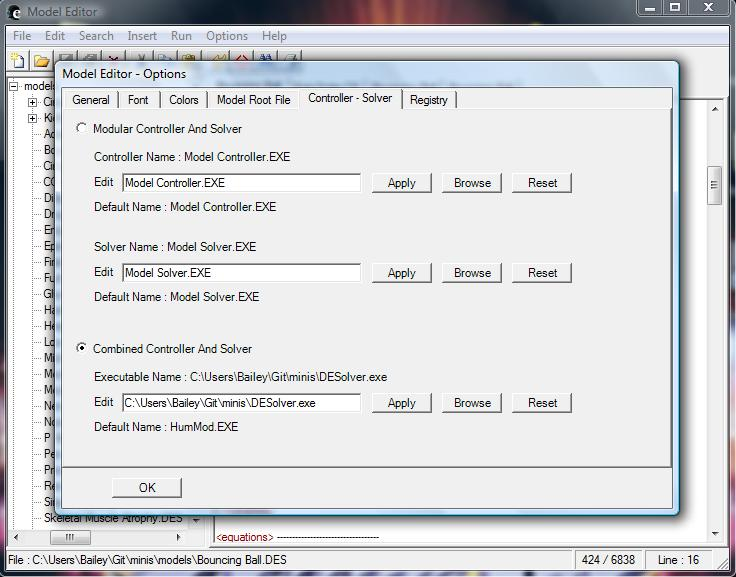 Model Editor
File Edit Search Insert Run Options Help
Model Editor - Options
General Font Colors Model Root File Controller - Solver Registry
models
Modular Controller And Solver
Controller Name : Model Controller.EXE
Edit Model Controller.EXE Apply Browse Reset
Default Name : Model Controller.EXE
Solver Name : Model Solver.EXE
Edit Model Solver.EXE Apply Browse Reset
Default Name : Model Solver.EXE
Combined Controller And Solver
Executable Name : C:\Users\Bailey\Git\minis\DESolver.exe
Edit C:\Users\Bailey\Git\minis\DESolver.exe Apply Browse Reset
Default Name : HumMod.EXE
OK
Skeletal Muscle Atrophy.DES
<equations> --------------------------------
File : C:\Users\Bailey\Git\minis\models\Bouncing Ball.DES 424 / 6838 Line : 16